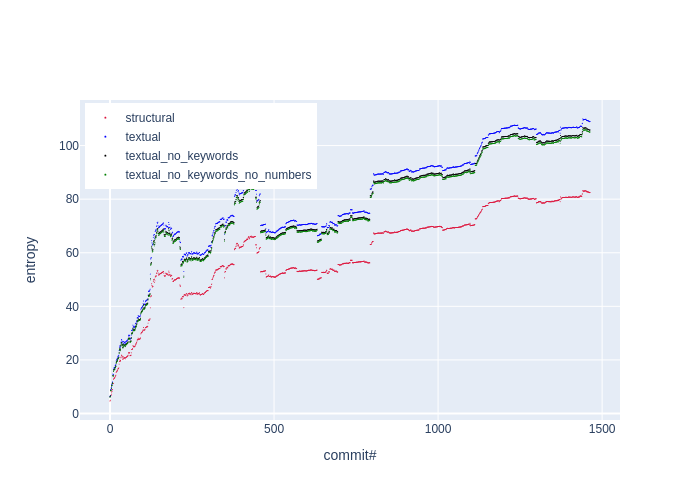 structural
textual
textual_no_keywords
textual_no_keywords_no_numbers
entropy
100
80
60
40
20
0
0 500 1000 1500
commit#